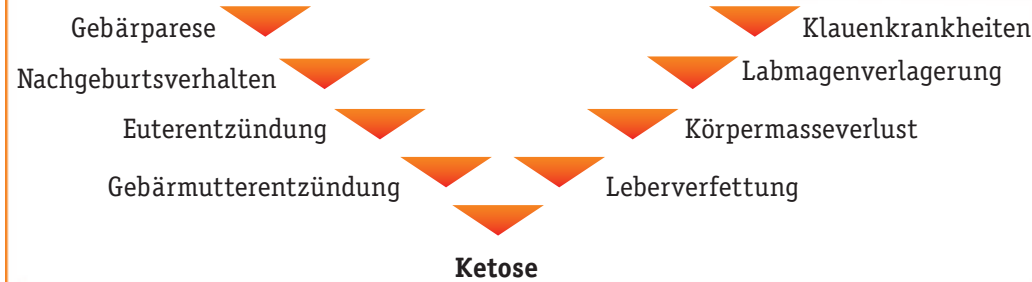 Gebärparese
Klauenkrankheiten
Nachgeburtsverhalten
Labmagenverlagerung
Euterentzündung
Körpermasseverlust
Gebärmutterentzündung
Leberverfettung
Ketose